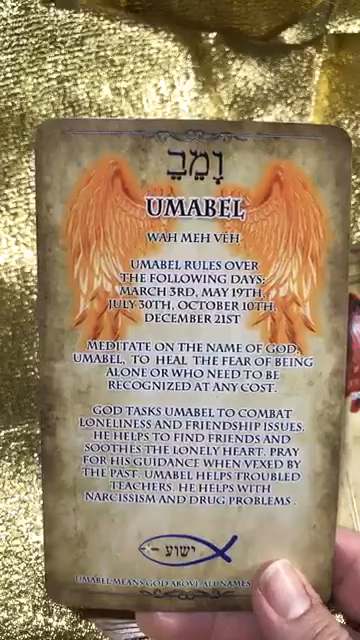 וָמֵבֵ
UMABEL
WAH MEH VEH
UMABEL RULES OVER
THE FOLLOWING DAYS:
MARCH 3RD, MAY 19TH,
JULY 30TH, OCTOBER 10TH,
DECEMBER 21ST
MEDITATE ON THE NAME OF GOD,
UMABEL, TO HEAL THE FEAR OF BEING
ALONE OR WHO NEED TO BE
RECOGNIZED AT ANY COST.
GOD TASKS UMABEL TO COMBAT
LONELINESS AND FRIENDSHIP ISSUES.
HE HELPS TO FIND FRIENDS AND
SOOTHES THE LONELY HEART. PRAY
FOR HIS GUIDANCE WHEN VEXED BY
THE PAST. UMABEL HELPS TROUBLED
TEACHERS. HE HELPS WITH
NARCISSISM AND DRUG PROBLEMS.
ישוע
UMABEL MEANS GOD ABOVE ALL NAMES